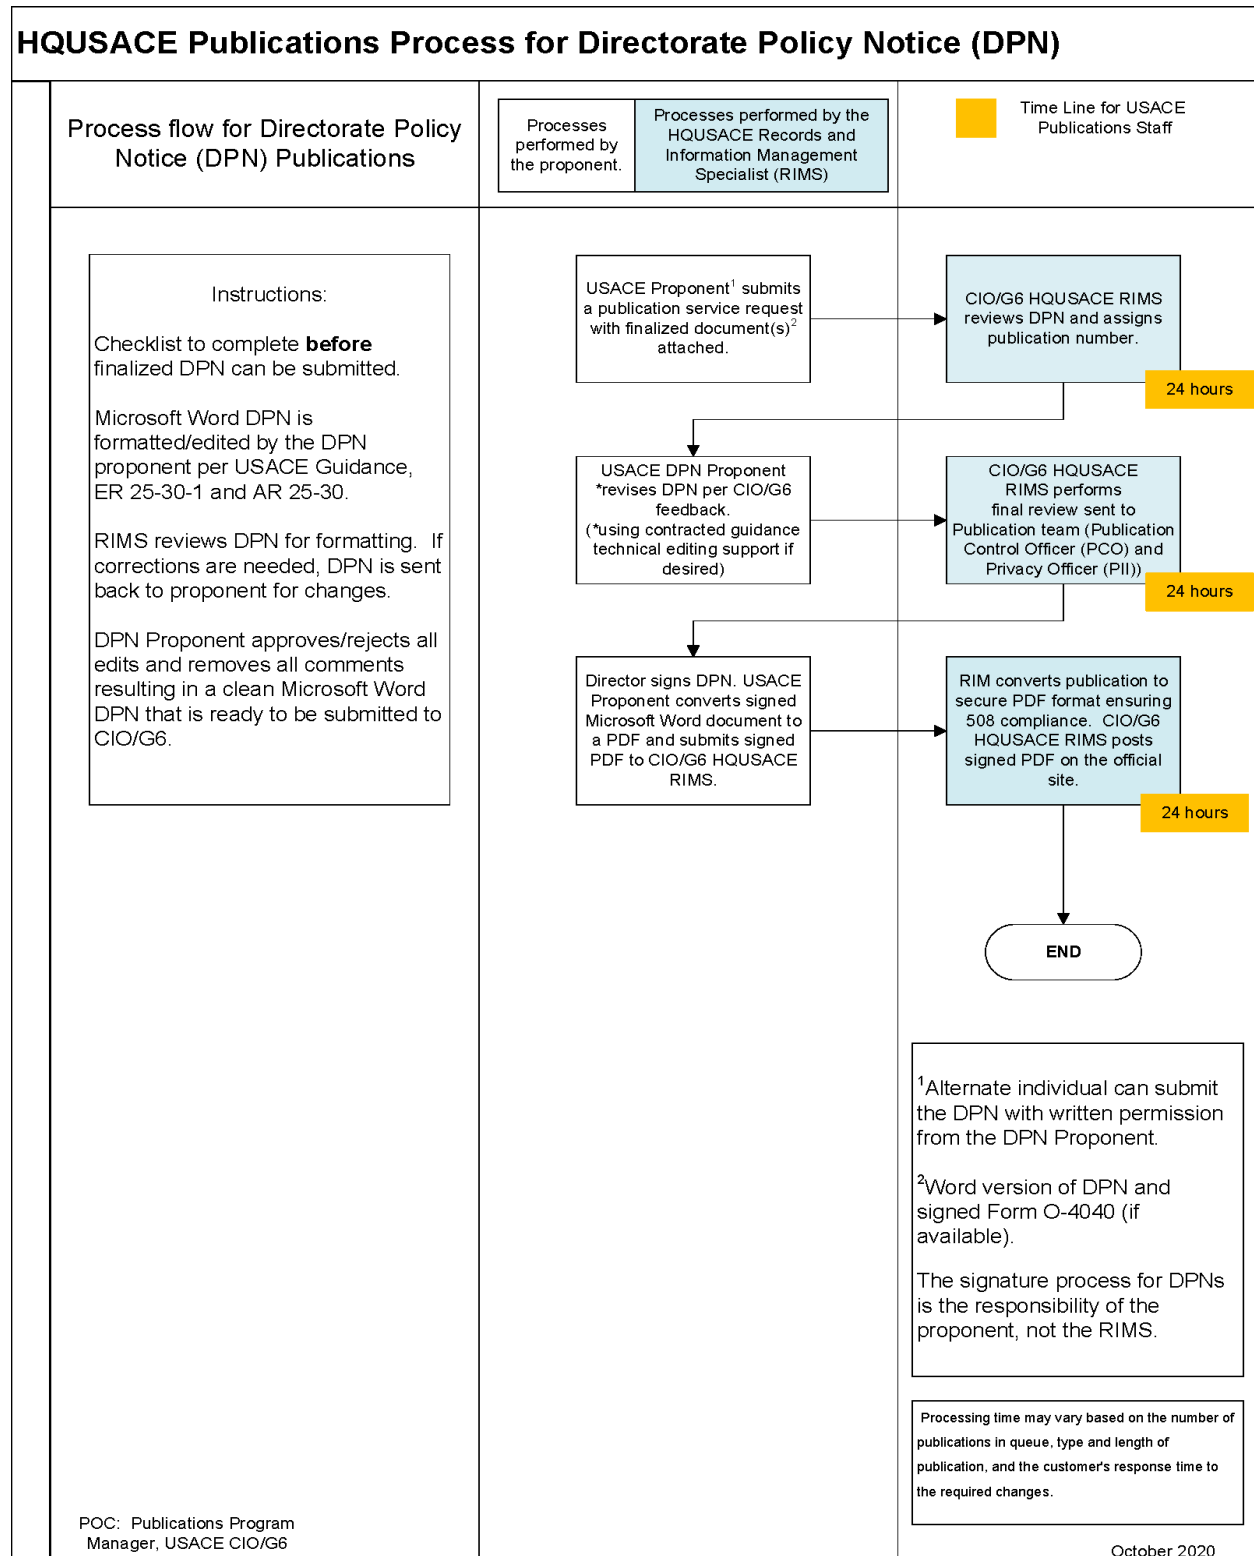 HQUSACE Publications Process for Directorate Policy Notice (DPN)
Process flow for Directorate Policy
Notice (DPN) Publications
Processes
performed by
the proponent.
Processes performed by the
HQUSACE Records and
Information Management
Specialist (RIMS)
Time Line for USACE
Publications Staff
Instructions:
Checklist to complete before
finalized DPN can be submitted.
Microsoft Word DPN is
formatted/edited by the DPN
proponent per USACE Guidance,
ER 25-30-1 and AR 25-30.
RIMS reviews DPN for formatting.  If
corrections are needed, DPN is sent
back to proponent for changes.
DPN Proponent approves/rejects all
edits and removes all comments
resulting in a clean Microsoft Word
DPN that is ready to be submitted to
CIO/G6.
USACE Proponent¹ submits
a publication service request
with finalized document(s)²
attached.
CIO/G6 HQUSACE RIMS
reviews DPN and assigns
publication number.
24 hours
USACE DPN Proponent
*revises DPN per CIO/G6
feedback.
(*using contracted guidance
technical editing support if
desired)
CIO/G6 HQUSACE
RIMS performs
final review sent to
Publication team (Publication
Control Officer (PCO) and
Privacy Officer (PII))
24 hours
Director signs DPN. USACE
Proponent converts signed
Microsoft Word document to
a PDF and submits signed
PDF to CIO/G6 HQUSACE
RIMS.
RIM converts publication to
secure PDF format ensuring
508 compliance.  CIO/G6
HQUSACE RIMS posts
signed PDF on the official
site.
24 hours
END
¹Alternate individual can submit
the DPN with written permission
from the DPN Proponent.
²Word version of DPN and
signed Form O-4040 (if
available).
The signature process for DPNs
is the responsibility of the
proponent, not the RIMS.
Processing time may vary based on the number of
publications in queue, type and length of
publication, and the customer's response time to
the required changes.
POC:  Publications Program
Manager, USACE CIO/G6
October 2020